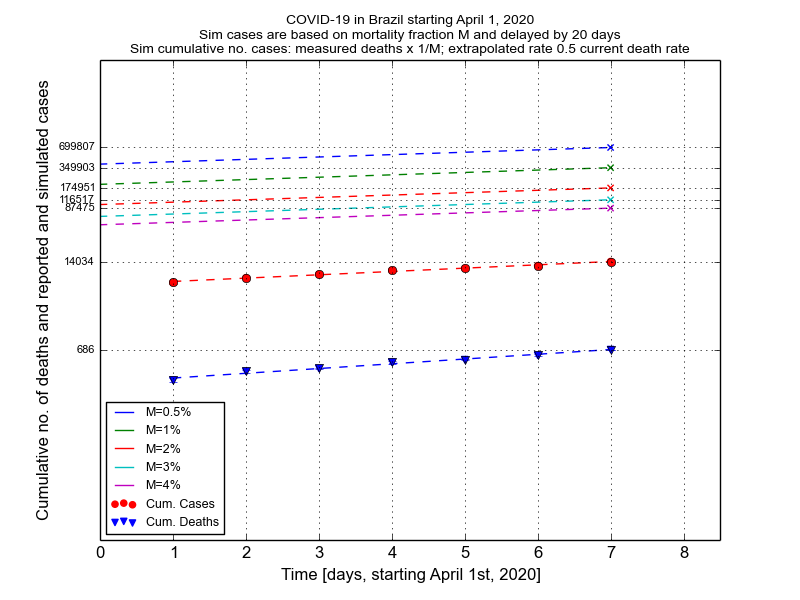 COVID-19 in Brazil starting April 1, 2020
Sim cases are based on mortality fraction M and delayed by 20 days
Sim cumulative no. cases: measured deaths x 1/M; extrapolated rate 0.5 current death rate
Cumulative no. of deaths and reported and simulated cases
699807
349903
174951
116517
87475
14034
686
M=0.5%
M=1%
M=2%
M=3%
M=4%
Cum. Cases
Cum. Deaths
0 1 2 3 4 5 6 7 8
Time [days, starting April 1st, 2020]